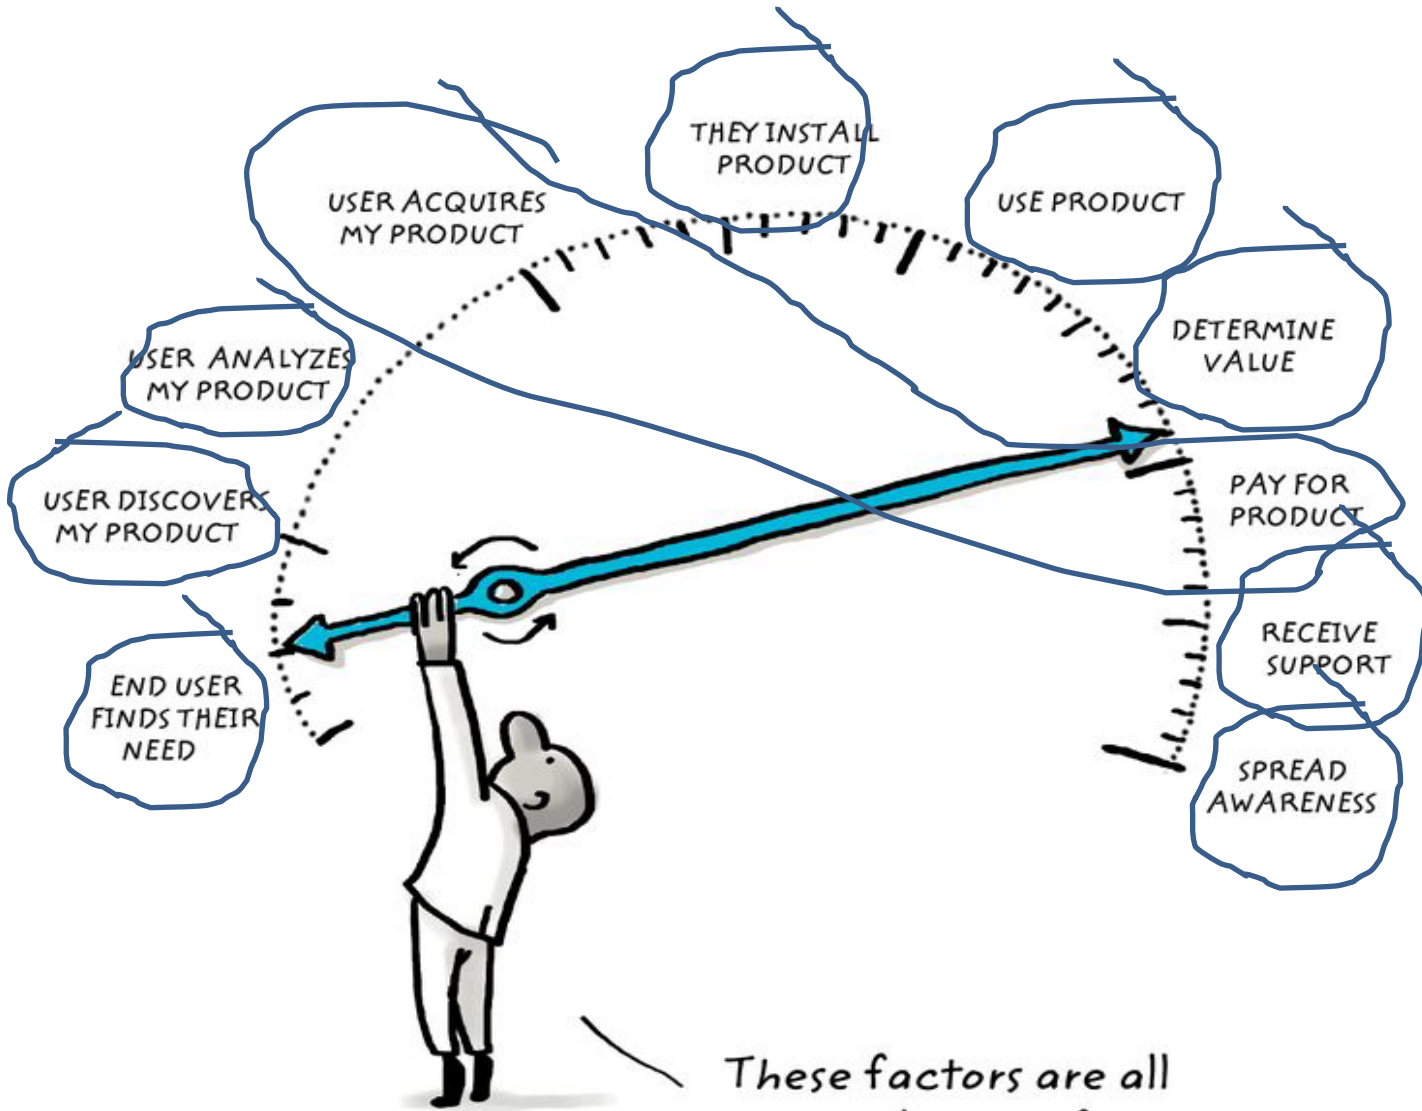 END USER
FINDS THEIR
NEED
USER DISCOVERS
MY PRODUCT
USER ANALYZES
MY PRODUCT
USER ACQUIRES
MY PRODUCT
THEY INSTALL
PRODUCT
USE PRODUCT
DETERMINE
VALUE
PAY FOR
PRODUCT
RECEIVE
SUPPORT
SPREAD
AWARENESS
These factors are all